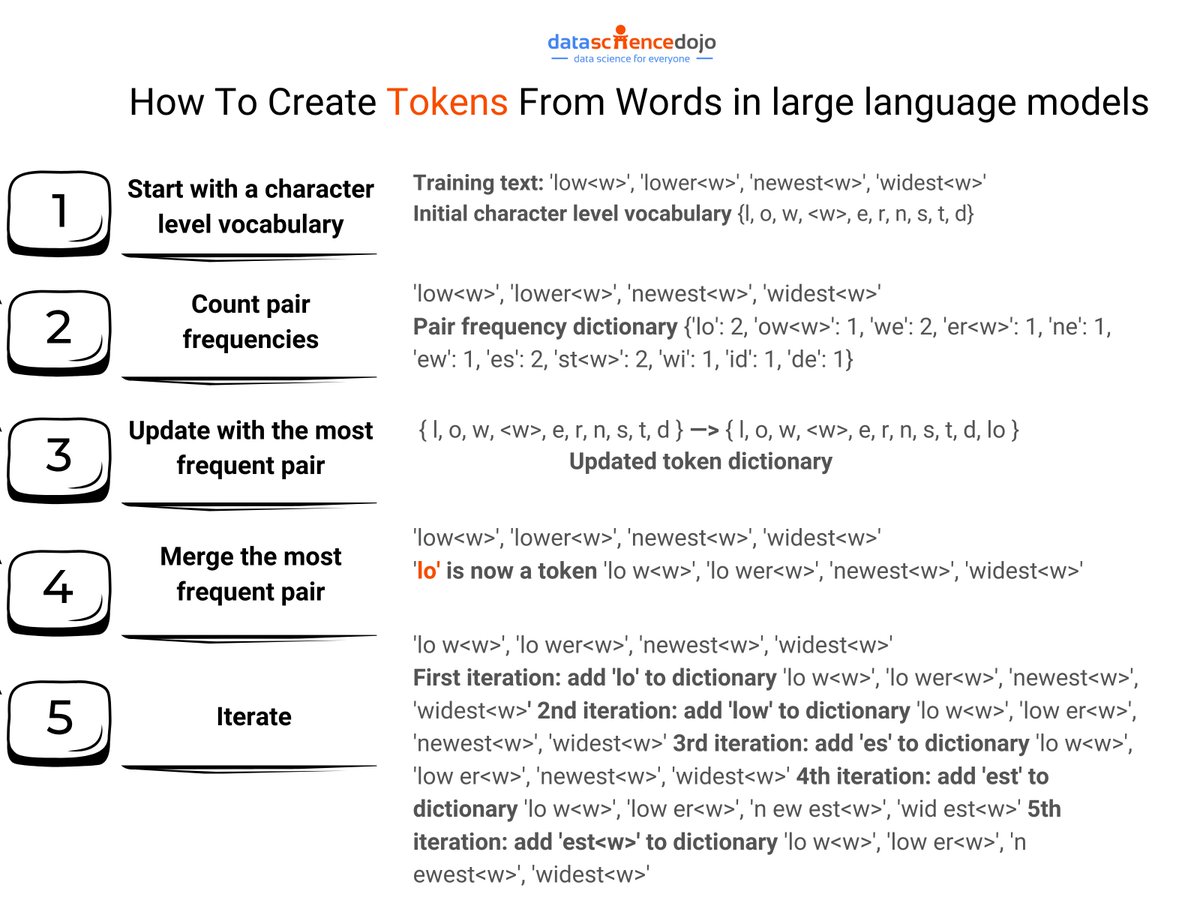 datasciencedojo
data science for everyone
How To Create Tokens From Words in large language models
1
Start with a character
level vocabulary
Training text: 'low<w>', 'lower<w>', 'newest<w>', 'widest<w>'
Initial character level vocabulary {l, o, w, <w>, e, r, n, s, t, d}
2
Count pair
frequencies
'low<w>', 'lower<w>', 'newest<w>', 'widest<w>'
Pair frequency dictionary {'lo': 2, 'ow<w>': 1, 'we': 2, 'er<w>': 1, 'ne': 1,
'ew': 1, 'es': 2, 'st<w>': 2, 'wi': 1, 'id': 1, 'de': 1}
3
Update with the most
frequent pair
{ l, o, w, <w>, e, r, n, s, t, d } —> { l, o, w, <w>, e, r, n, s, t, d, lo }
Updated token dictionary
4
Merge the most
frequent pair
'low<w>', 'lower<w>', 'newest<w>', 'widest<w>'
'lo' is now a token 'lo w<w>', 'lo wer<w>', 'newest<w>', 'widest<w>'
5
Iterate
'lo w<w>', 'lo wer<w>', 'newest<w>', 'widest<w>'
First iteration: add 'lo' to dictionary 'lo w<w>', 'lo wer<w>', 'newest<w>',
'widest<w>' 2nd iteration: add 'low' to dictionary 'lo w<w>', 'low er<w>',
'newest<w>', 'widest<w>' 3rd iteration: add 'es' to dictionary 'lo w<w>',
'low er<w>', 'newest<w>', 'widest<w>' 4th iteration: add 'est' to
dictionary 'lo w<w>', 'low er<w>', 'n ew est<w>', 'wid est<w>' 5th
iteration: add 'est<w>' to dictionary 'lo w<w>', 'low er<w>', 'n
ewest<w>', 'widest<w>'